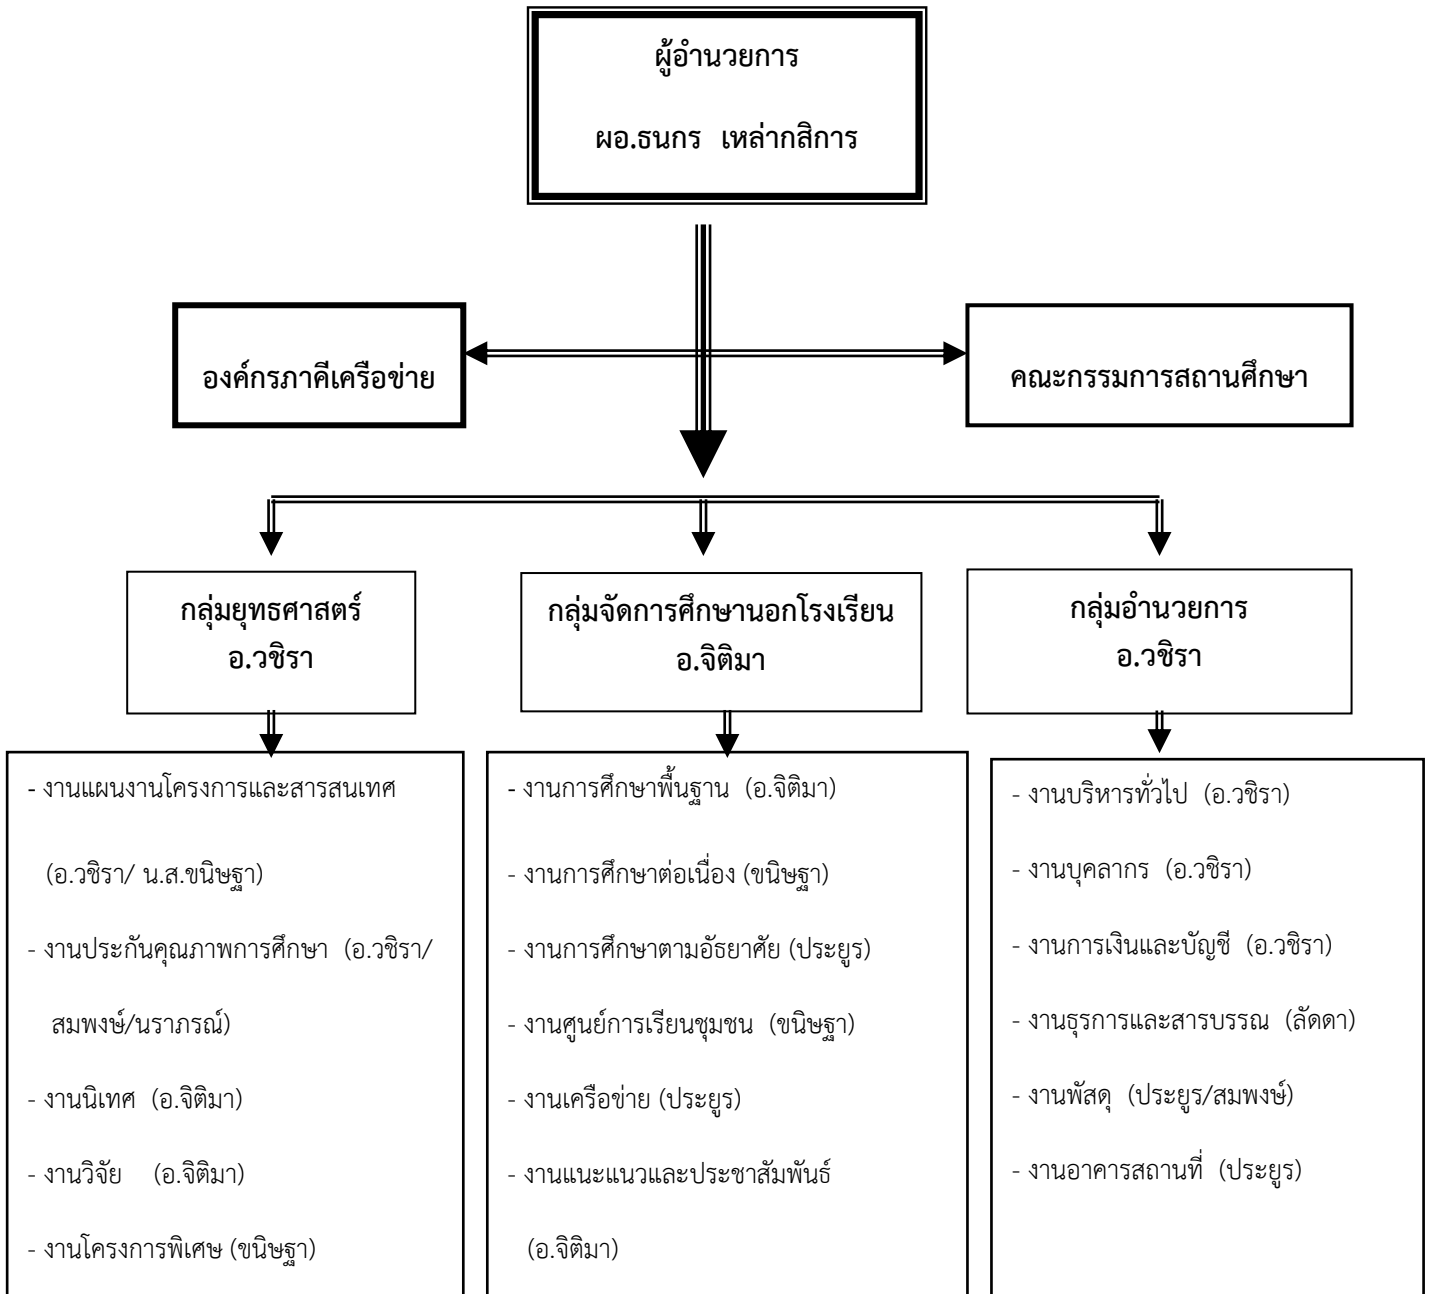 ผู้อำนวยการ
ผอ.ธนกร เหล่ากสิการ
องค์กรภาคีเครือข่าย
คณะกรรมการสถานศึกษา
กลุ่มยุทธศาสตร์
อ.วชิรา
กลุ่มจัดการศึกษานอกโรงเรียน
อ.จิติมา
กลุ่มอำนวยการ
อ.วชิรา
- งานแผนงานโครงการและสารสนเทศ
(อ.วชิรา/ น.ส.ขนิษฐา)
- งานประกันคุณภาพการศึกษา (อ.วชิรา/
สมพงษ์/นราภรณ์)
- งานนิเทศ (อ.จิติมา)
- งานวิจัย (อ.จิติมา)
- งานโครงการพิเศษ (ขนิษฐา)
- งานการศึกษาพื้นฐาน (อ.จิติมา)
- งานการศึกษาต่อเนื่อง (ขนิษฐา)
- งานการศึกษาตามอัธยาศัย (ประยูร)
- งานศูนย์การเรียนชุมชน (ขนิษฐา)
- งานเครือข่าย (ประยูร)
- งานแนะแนวและประชาสัมพันธ์
(อ.จิติมา)
- งานบริหารทั่วไป (อ.วชิรา)
- งานบุคลากร (อ.วชิรา)
- งานการเงินและบัญชี (อ.วชิรา)
- งานธุรการและสารบรรณ (ลัดดา)
- งานพัสดุ (ประยูร/สมพงษ์)
- งานอาคารสถานที่ (ประยูร)